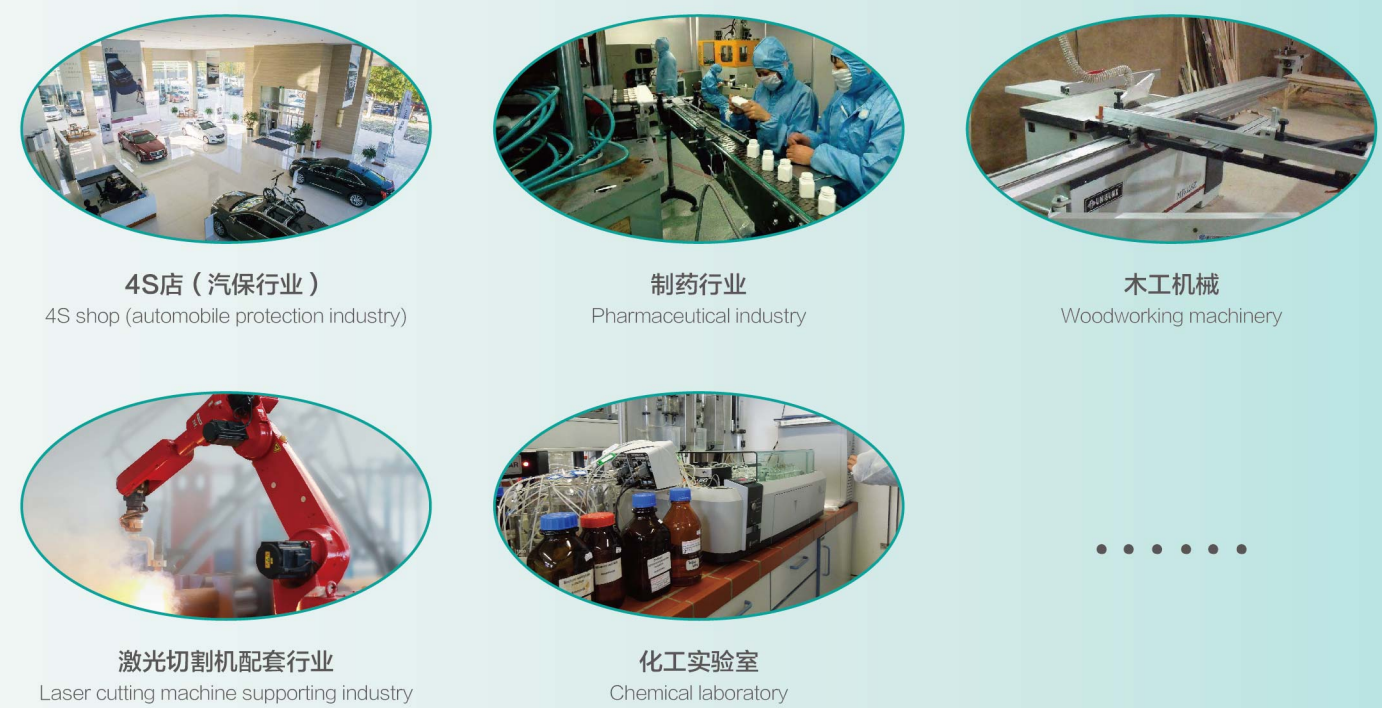 4S店（汽保行业）
4S shop (automobile protection industry)
制药行业
Pharmaceutical industry
木工机械
Woodworking machinery
激光切割机配套行业
Laser cutting machine supporting industry
化工实验室
Chemical laboratory
······